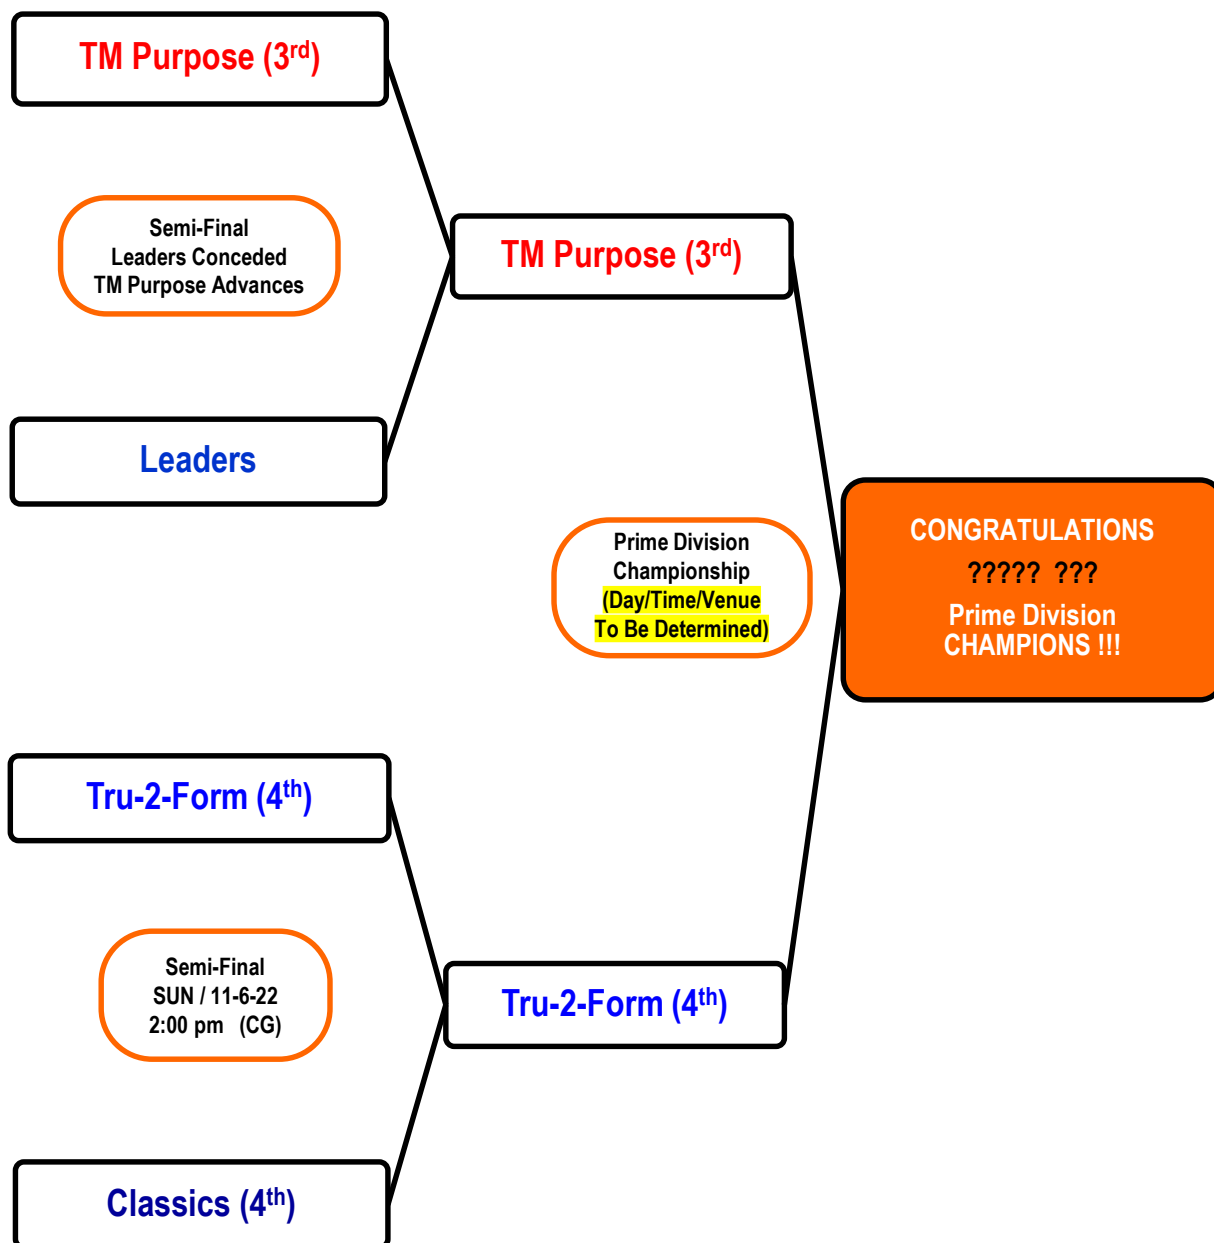 TM Purpose (3rd)
Semi-Final
Leaders Conceded
TM Purpose Advances
TM Purpose (3rd)
Leaders
Prime Division
Championship
(Day/Time/Venue
To Be Determined)
CONGRATULATIONS
????? ???
Prime Division
CHAMPIONS !!!
Tru-2-Form (4th)
Semi-Final
SUN / 11-6-22
2:00 pm (CG)
Tru-2-Form (4th)
Classics (4th)